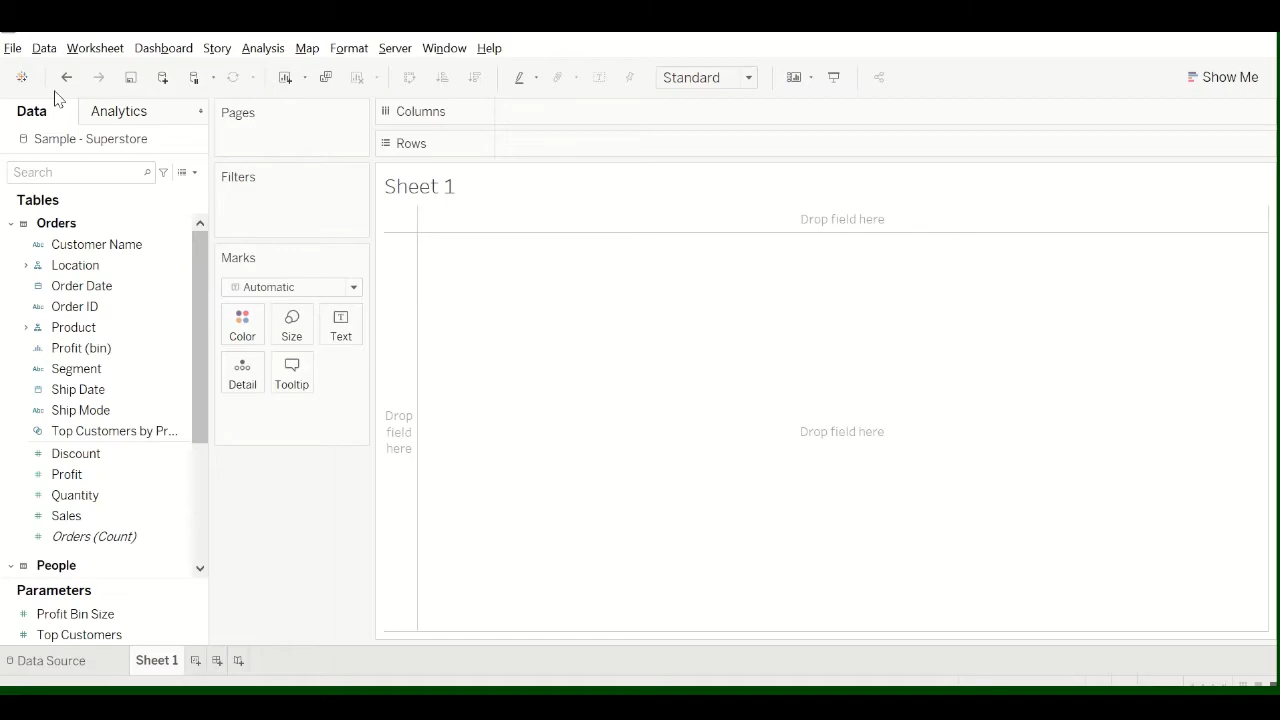 File Data Worksheet Dashboard Story Analysis Map Format Server Window Help
Standard
Show Me
Data Analytics
Sample - Superstore
Search
Tables
Orders
Abc Customer Name
Location
Order Date
Abc Order ID
Product
Profit (bin)
Abc Segment
Ship Date
Abc Ship Mode
Top Customers by Pr...
# Discount
# Profit
# Quantity
# Sales
# Orders (Count)
People
Parameters
# Profit Bin Size
# Top Customers
Pages
Filters
Marks
Automatic
Color Size Text
Detail Tooltip
Columns
Rows
Sheet 1
Drop field here
Drop
field
here
Drop field here
Data Source Sheet 1